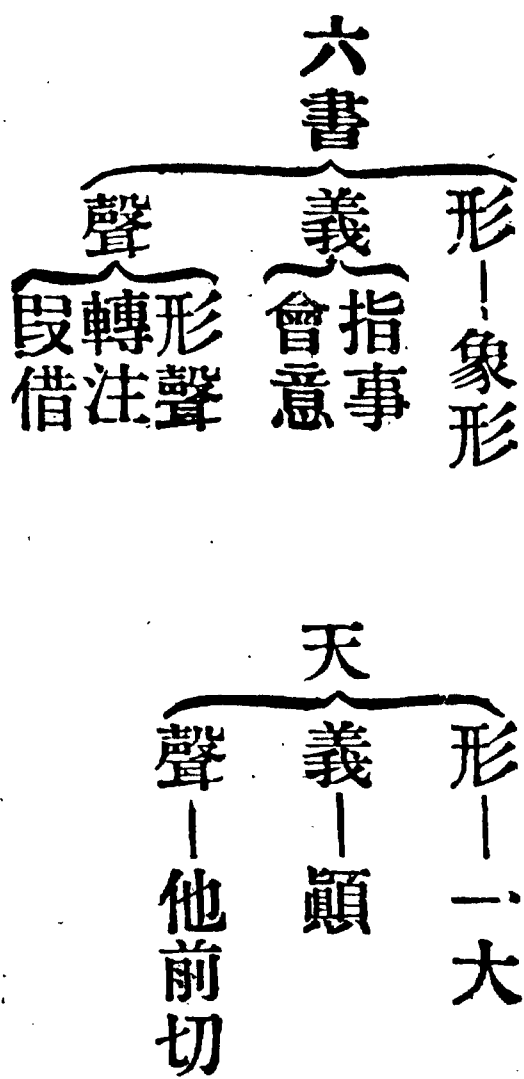 六書
形
象形
義
指事
會意
聲
形聲
轉注
叚借
天
形
一大
義
顚
聲
他前切